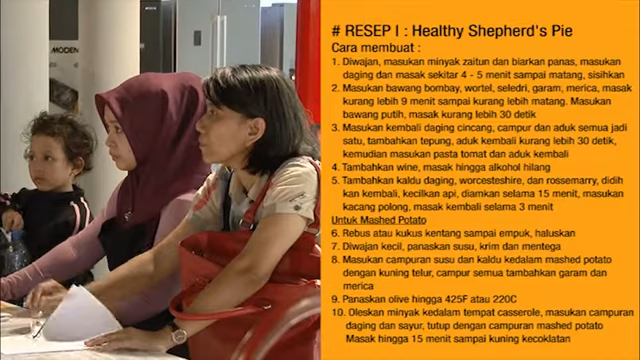 MODEN
# RESEP I : Healthy Shepherd's Pie
Cara membuat :
1. Diwajan, masukan minyak zaitun dan biarkan panas, masukan
daging dan masak sekitar 4 - 5 menit sampai matang, sisihkan
2. Masukan bawang bombay, wortel, seledri, garam, merica, masak
kurang lebih 9 menit sampai kurang lebih matang. Masukan
bawang putih, masak kurang lebih 30 detik
3. Masukan kembali daging cincang, campur dan aduk semua jadi
satu, tambahkan tepung, aduk kembali kurang lebih 30 detik,
kemudian masukan pasta tomat dan aduk kembali
4. Tambahkan wine, masak hingga alkohol hilang
5. Tambahkan kaldu daging, worcesteshire, dan rossemarry, didih
kan kembali, kecilkan api, diamkan selama 15 menit, masukan
kacang polong, masak kembali selama 3 menit
Untuk Mashed Potato
6. Rebus atau kukus kentang sampai empuk, haluskan
7. Diwajan kecil, panaskan susu, krim dan mentega
8. Masukan campuran susu dan kaldu kedalam mashed potato
dengan kuning telur, campur semua tambahkan garam dan
merica
9. Panaskan olive hingga 425F atau 220C
10. Oleskan minyak kedalam tempat casserole, masukan campuran
daging dan sayur, tutup dengan campuran mashed potato
Masak hingga 15 menit sampai kuning kecoklatan